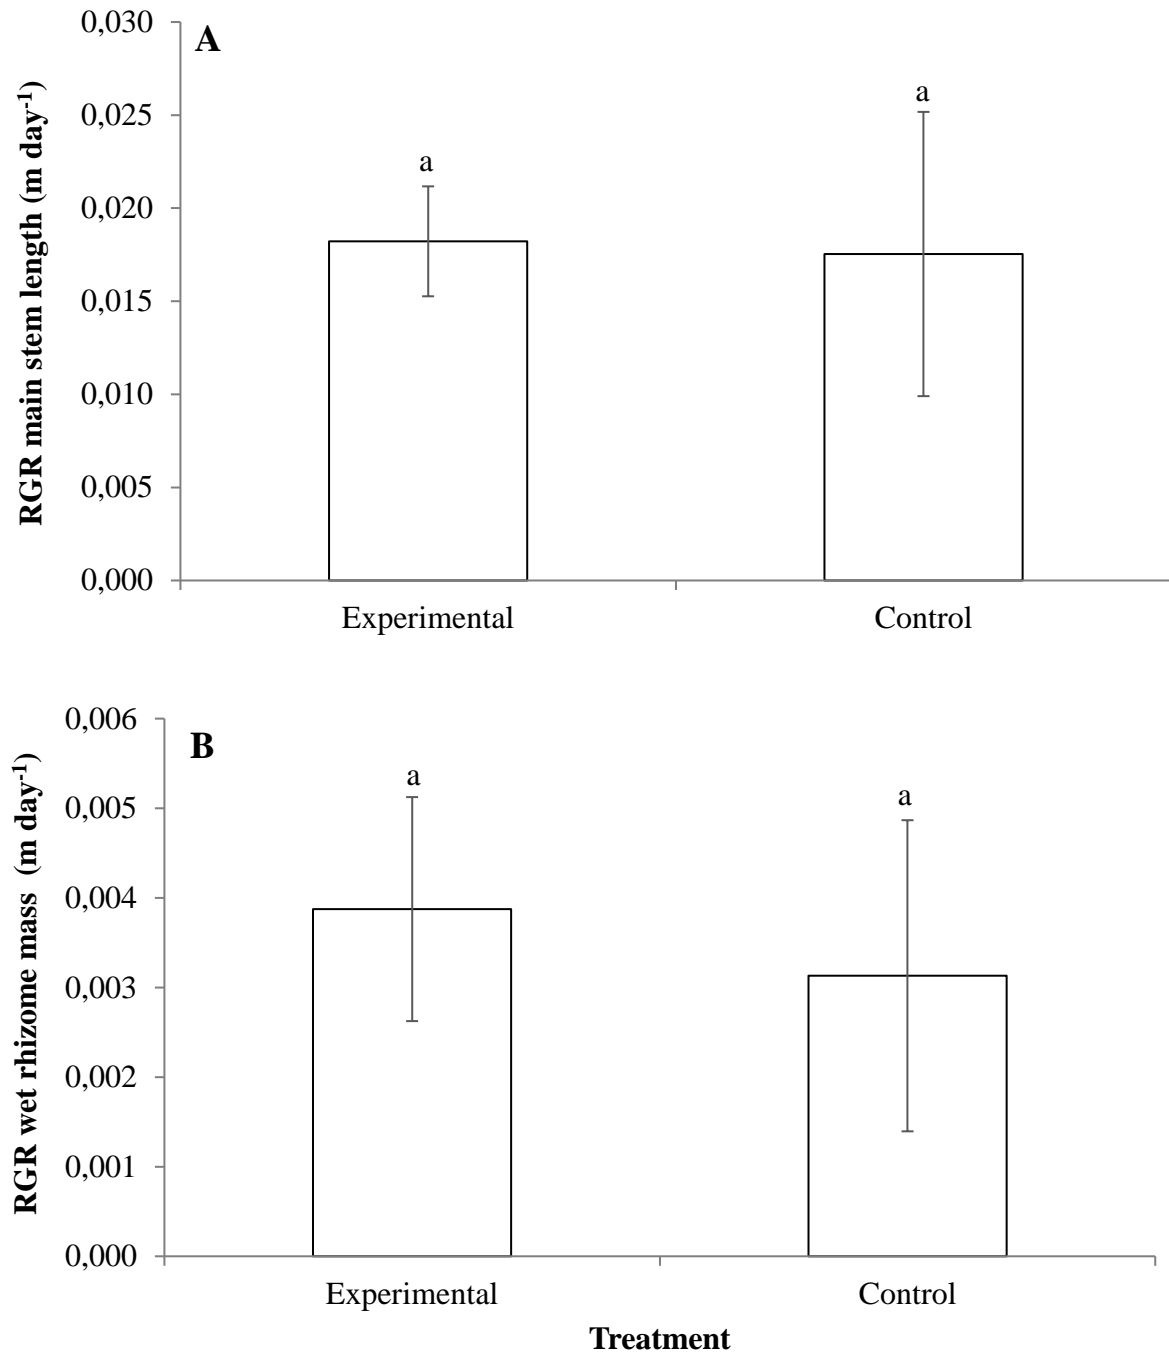 A
RGR main stem length (m day⁻¹)
0,030
0,025
0,020
0,015
0,010
0,005
0,000
a
a
Experimental
Control
B
RGR wet rhizome mass (m day⁻¹)
0,006
0,005
0,004
0,003
0,002
0,001
0,000
a
a
Experimental
Control
Treatment